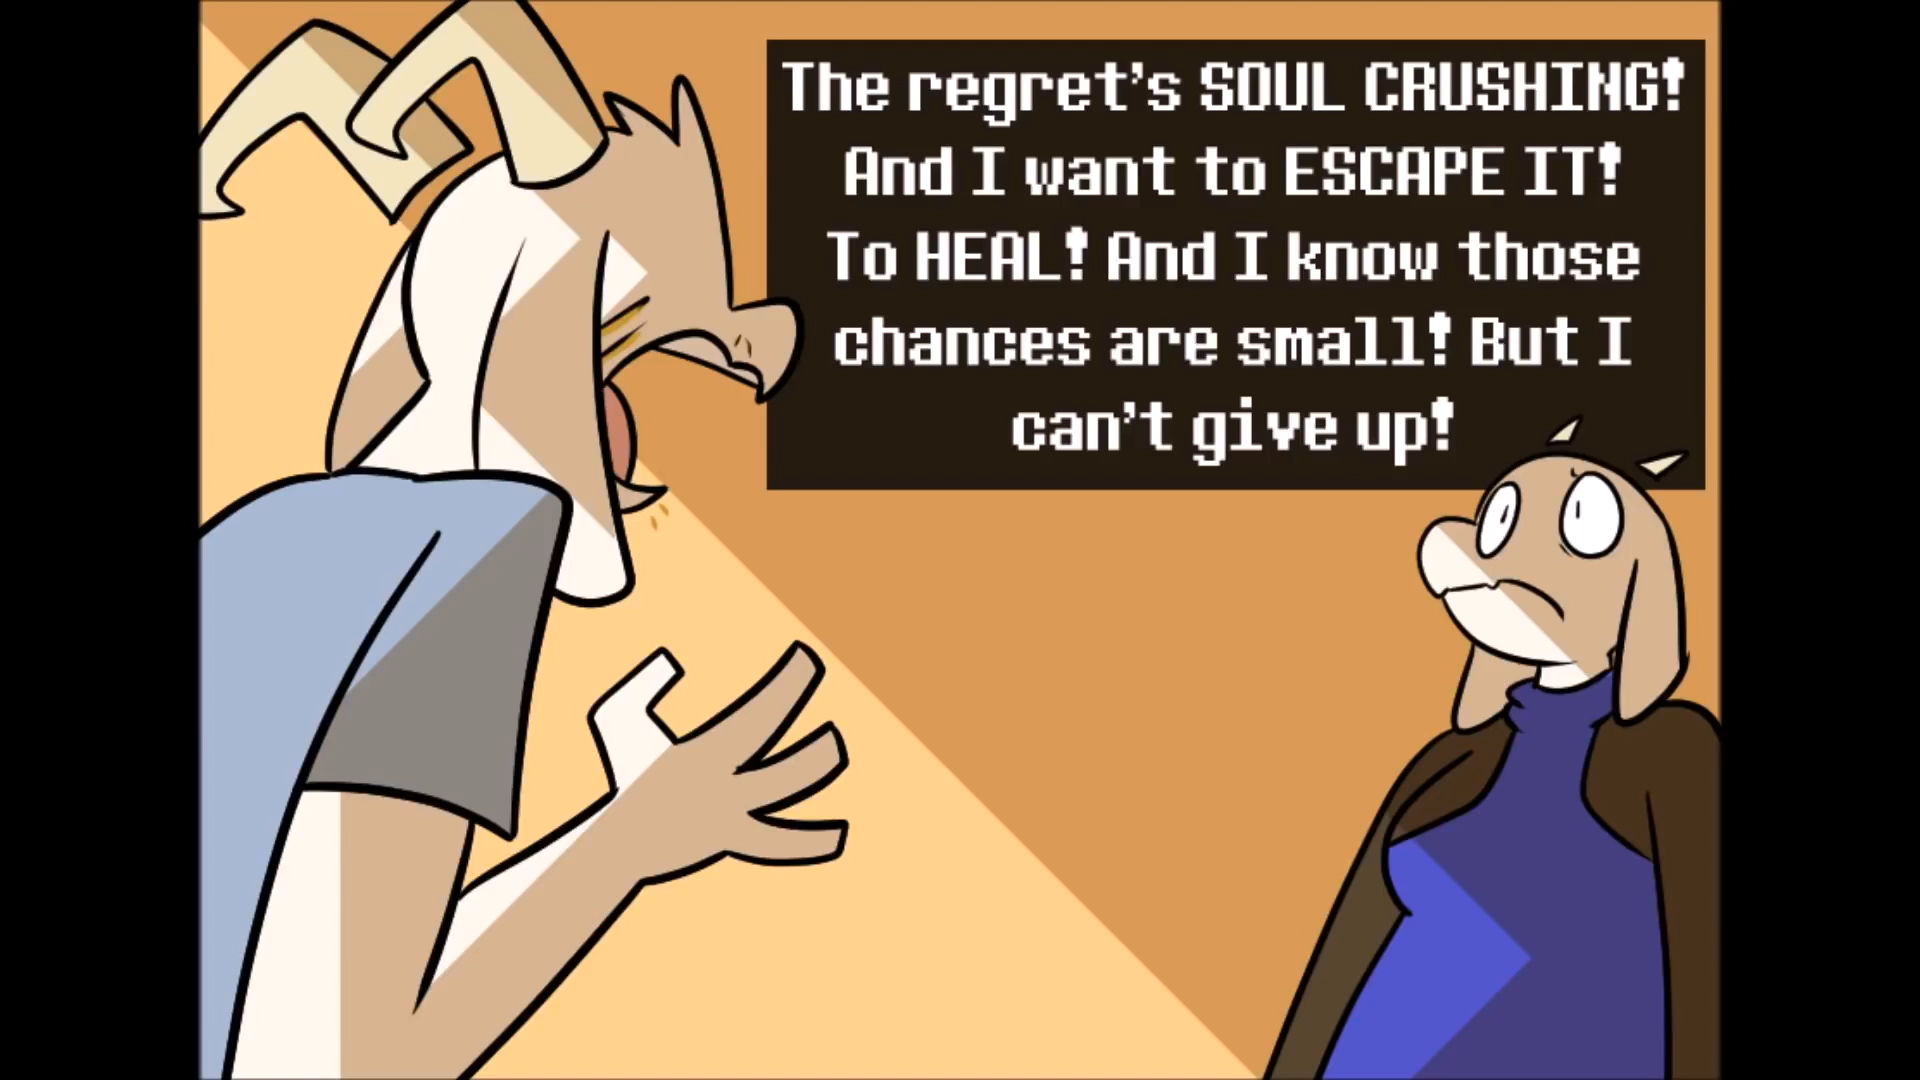 The regret's SOUL CRUSHING!
And I want to ESCAPE IT!
To HEAL! And I know those
chances are small! But I
can't give up!